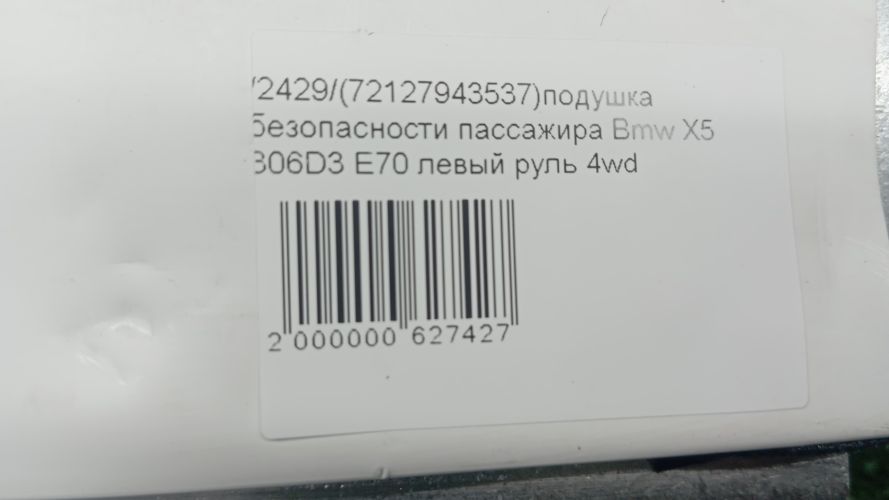 /2429/(72127943537)подушка
безопасности пассажира Bmw X5
306D3 E70 левый руль 4wd
2 000000 627427